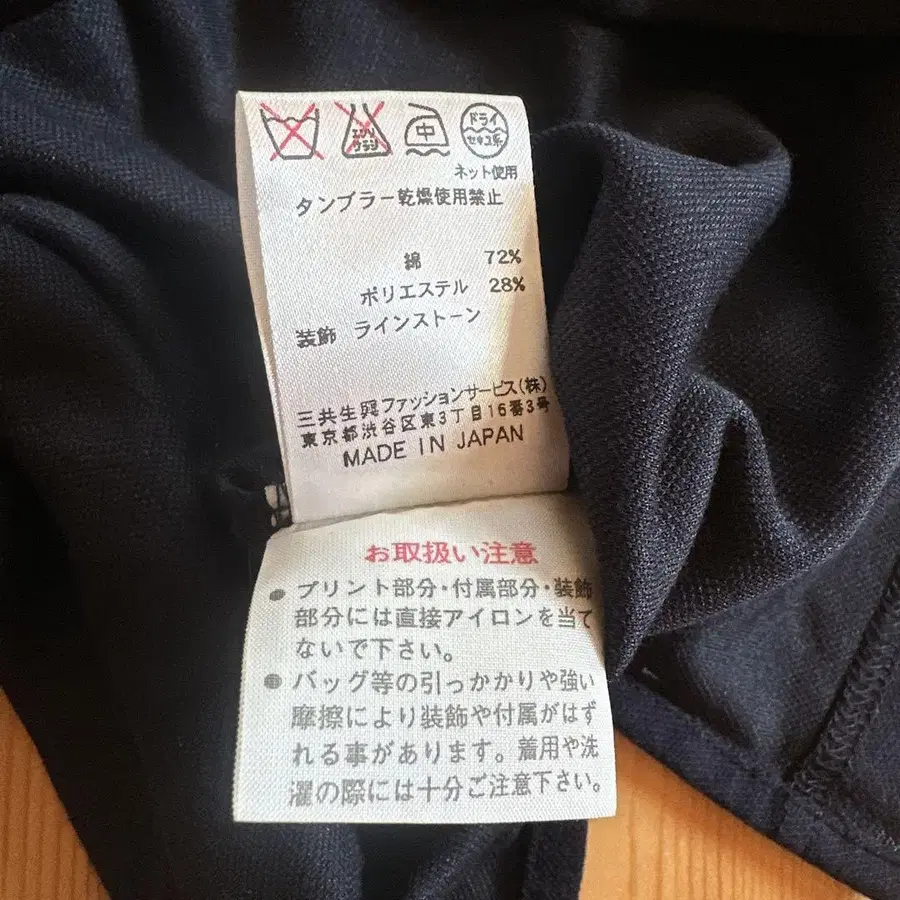 エンソ
サラシ
中
ドライ
セキユ系
ネット使用
タンブラー乾燥使用禁止
綿 72%
ポリエステル 28%
装飾 ラインストーン
三共生興ファッションサービス(株)
東京都渋谷区東3丁目16番3号
MADE IN JAPAN
お取扱い注意
● プリント部分・付属部分・装飾
部分には直接アイロンを当て
ないで下さい。
● バッグ等の引っかかりや強い
摩擦により装飾や付属がはず
れる事があります。着用や洗
濯の際には十分ご注意下さい。